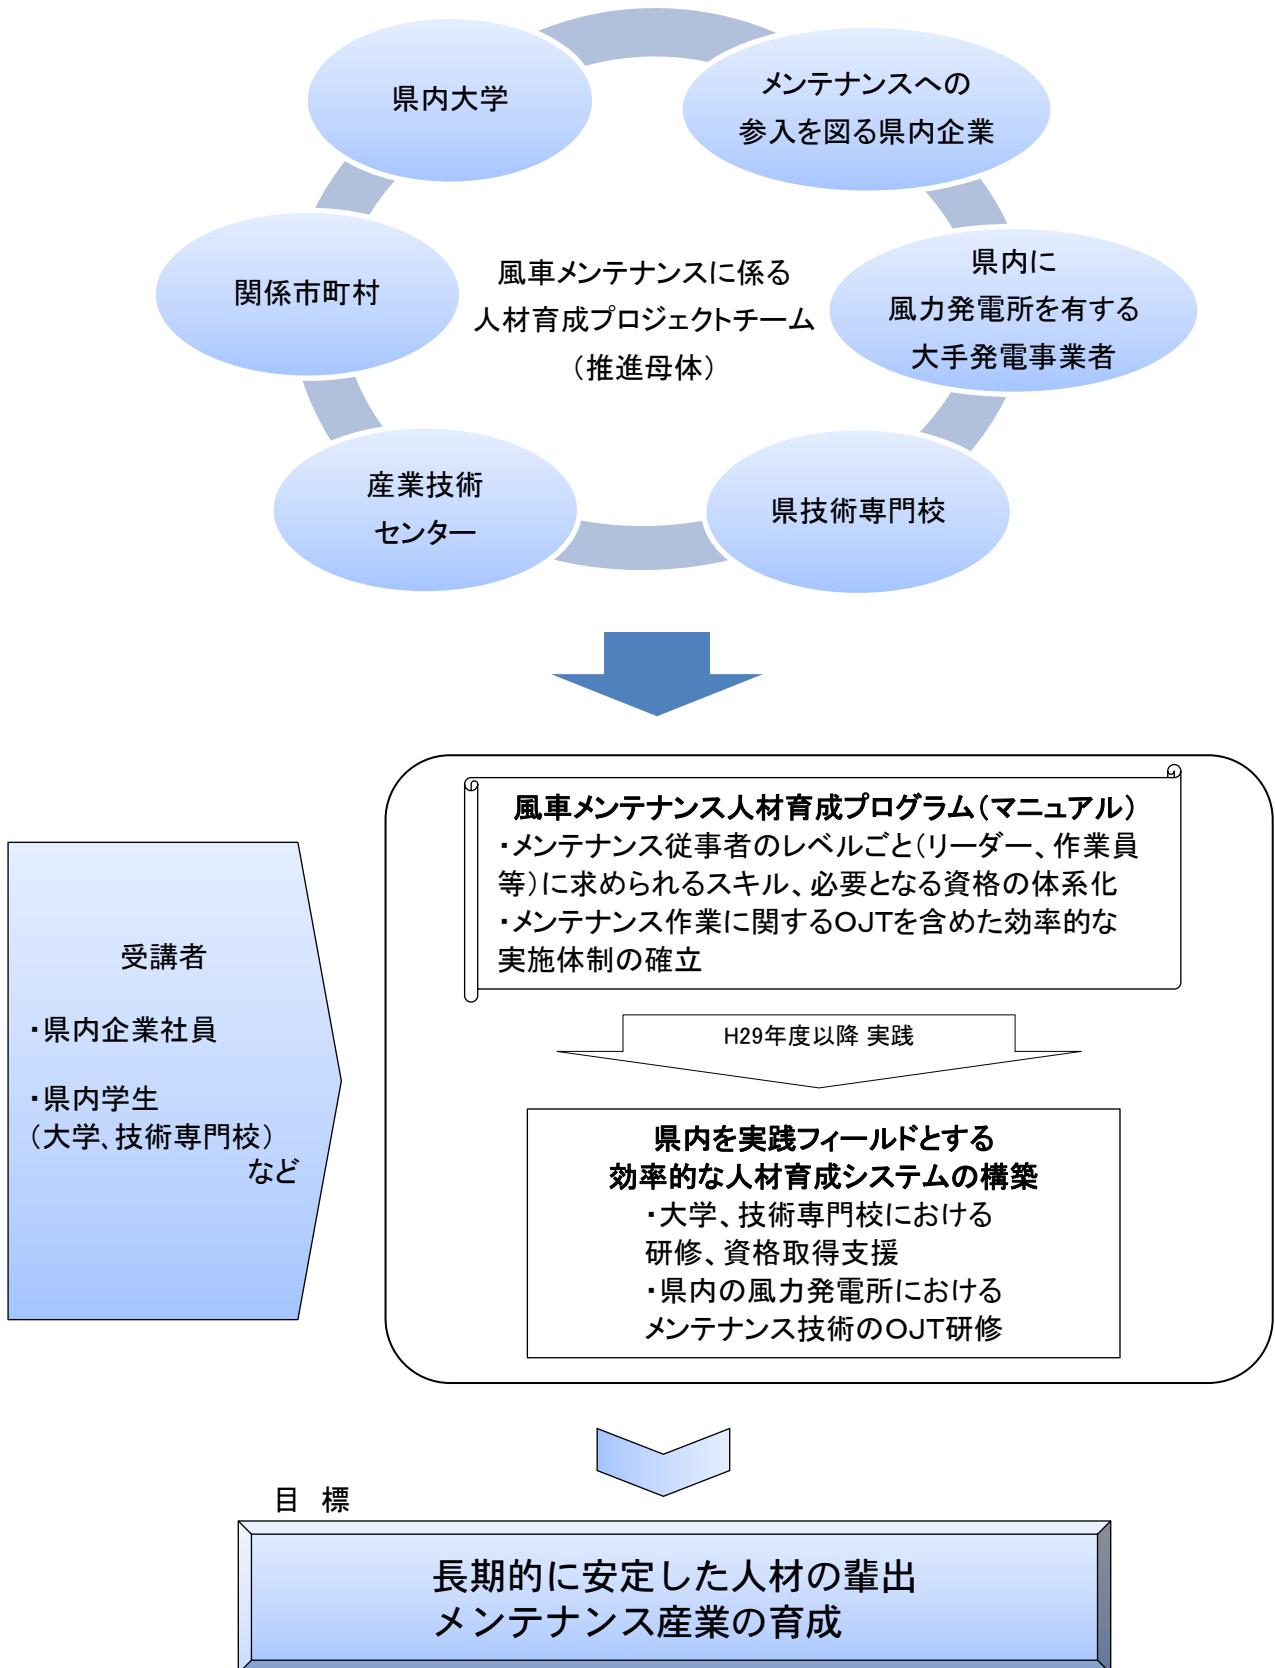 県内大学
メンテナンスへの
参入を図る県内企業
関係市町村
風車メンテナンスに係る
人材育成プロジェクトチーム
（推進母体）
県内に
風力発電所を有する
大手発電事業者
産業技術
センター
県技術専門校
風車メンテナンス人材育成プログラム（マニュアル）
・メンテナンス従事者のレベルごと（リーダー、作業員
等）に求められるスキル、必要となる資格の体系化
・メンテナンス作業に関するＯＪＴを含めた効率的な
実施体制の確立
受講者
・県内企業社員
・県内学生
（大学、技術専門校）
など
H29年度以降 実践
県内を実践フィールドとする
効率的な人材育成システムの構築
・大学、技術専門校における
研修、資格取得支援
・県内の風力発電所における
メンテナンス技術のＯＪＴ研修
目　標
長期的に安定した人材の輩出
メンテナンス産業の育成